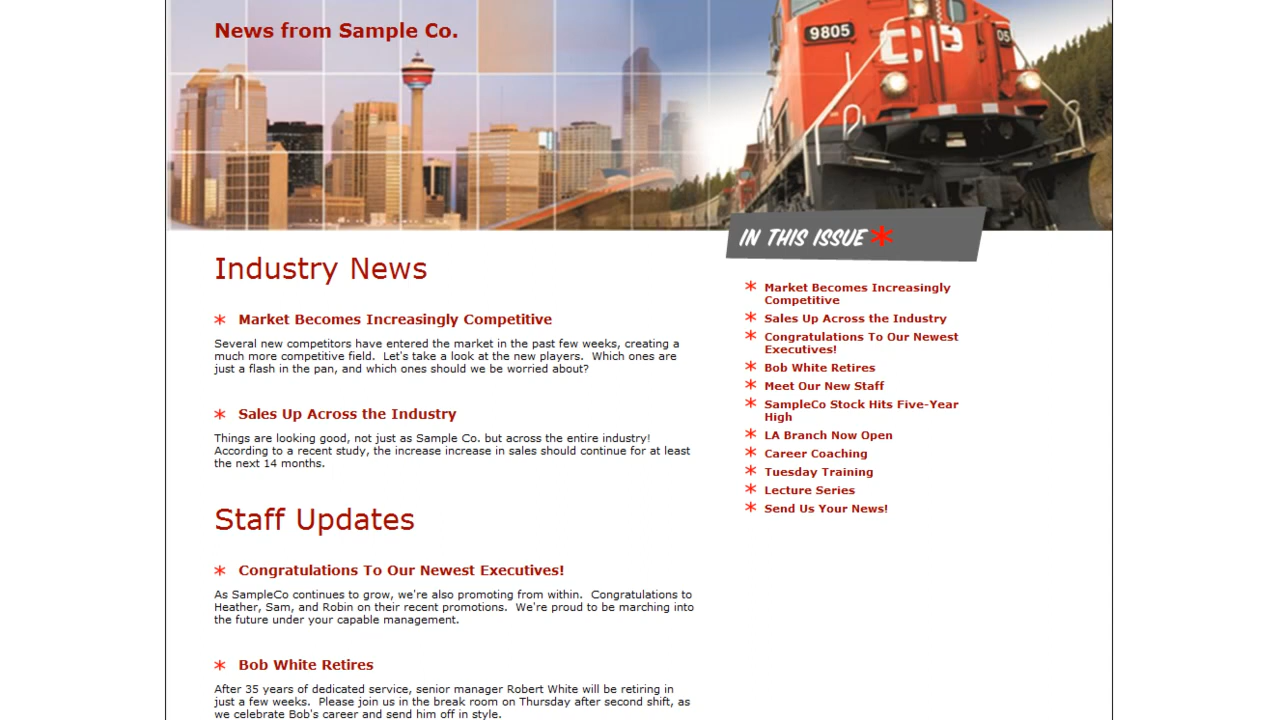 News from Sample Co.
9805
CP
05
IN THIS ISSUE*
Industry News
* Market Becomes Increasingly Competitive
Several new competitors have entered the market in the past few weeks, creating a
much more competitive field.  Let's take a look at the new players.  Which ones are
just a flash in the pan, and which ones should we be worried about?
* Sales Up Across the Industry
Things are looking good, not just as Sample Co. but across the entire industry!
According to a recent study, the increase increase in sales should continue for at least
the next 14 months.
Staff Updates
* Congratulations To Our Newest Executives!
As SampleCo continues to grow, we're also promoting from within.  Congratulations to
Heather, Sam, and Robin on their recent promotions.  We're proud to be marching into
the future under your capable management.
* Bob White Retires
After 35 years of dedicated service, senior manager Robert White will be retiring in
just a few weeks.  Please join us in the break room on Thursday after second shift, as
we celebrate Bob's career and send him off in style.
* Market Becomes Increasingly
Competitive
* Sales Up Across the Industry
* Congratulations To Our Newest
Executives!
* Bob White Retires
* Meet Our New Staff
* SampleCo Stock Hits Five-Year
High
* LA Branch Now Open
* Career Coaching
* Tuesday Training
* Lecture Series
* Send Us Your News!